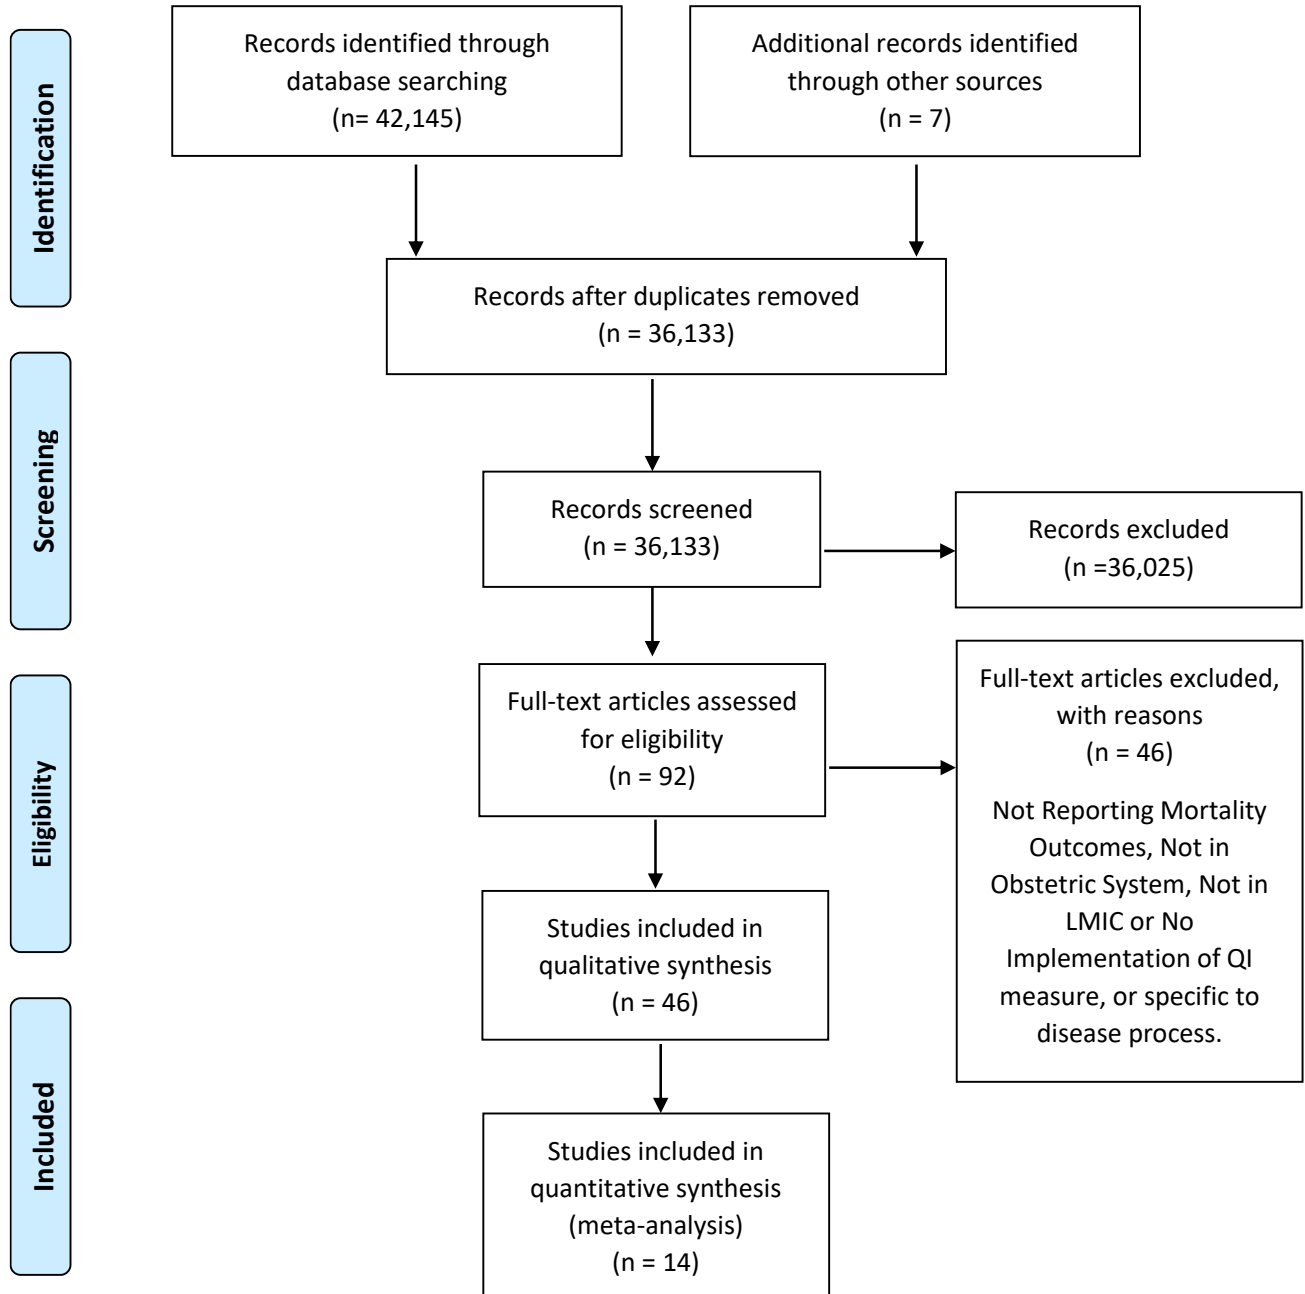 Identification
Records identified through
database searching
(n= 42,145)
Additional records identified
through other sources
(n = 7)
Records after duplicates removed
(n = 36,133)
Screening
Records screened
(n = 36,133)
Records excluded
(n =36,025)
Eligibility
Full-text articles assessed
for eligibility
(n = 92)
Full-text articles excluded,
with reasons
(n = 46)
Not Reporting Mortality
Outcomes, Not in
Obstetric System, Not in
LMIC or No
Implementation of QI
measure, or specific to
disease process.
Studies included in
qualitative synthesis
(n = 46)
Included
Studies included in
quantitative synthesis
(meta-analysis)
(n = 14)